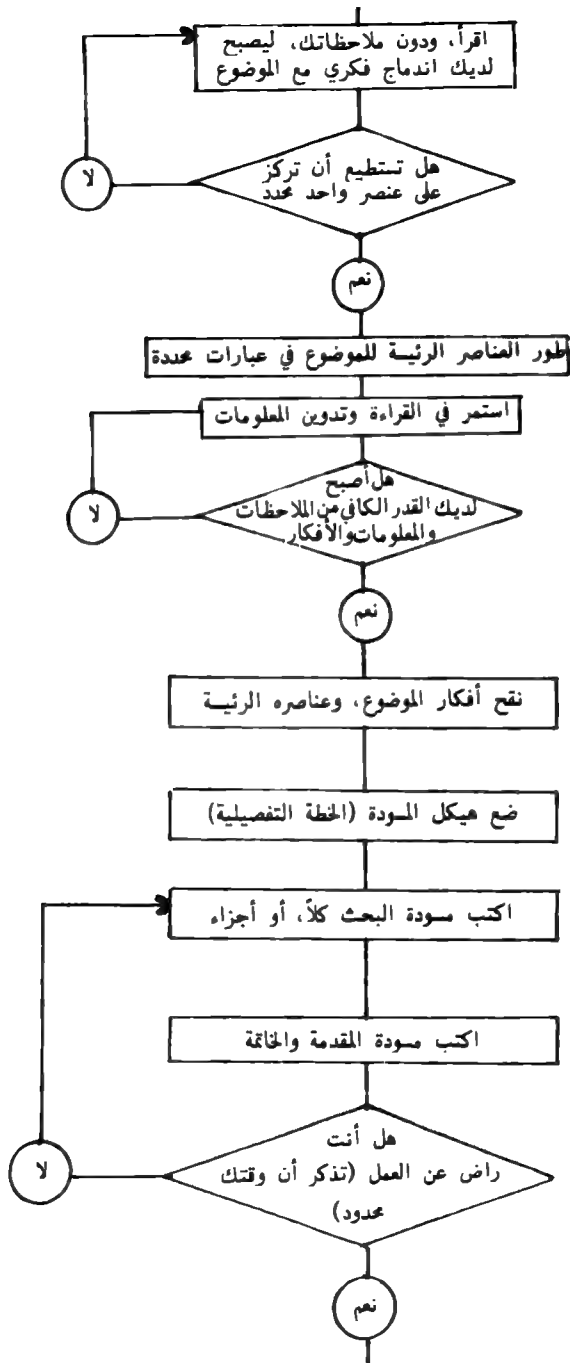 اقرأ، ودون ملاحظاتك، ليصبح
لديك اندماج فكري مع الموضوع
هل تستطيع أن تركز
على عنصر واحد محدد
لا
نعم
طور العناصر الرئيسة للموضوع في عبارات محددة
استمر في القراءة وتدوين المعلومات
هل أصبح
لديك القدر الكافي من الملاحظات
والمعلومات والأفكار
لا
نعم
نقح أفكار الموضوع، وعناصره الرئيسة
ضع هيكل المسودة (الخطة التفصيلية)
اكتب مسودة البحث كلاً، أو أجزاء
اكتب مسودة المقدمة والخاتمة
هل أنت
راض عن العمل (تذكر أن وقتك
محدود)
لا
نعم